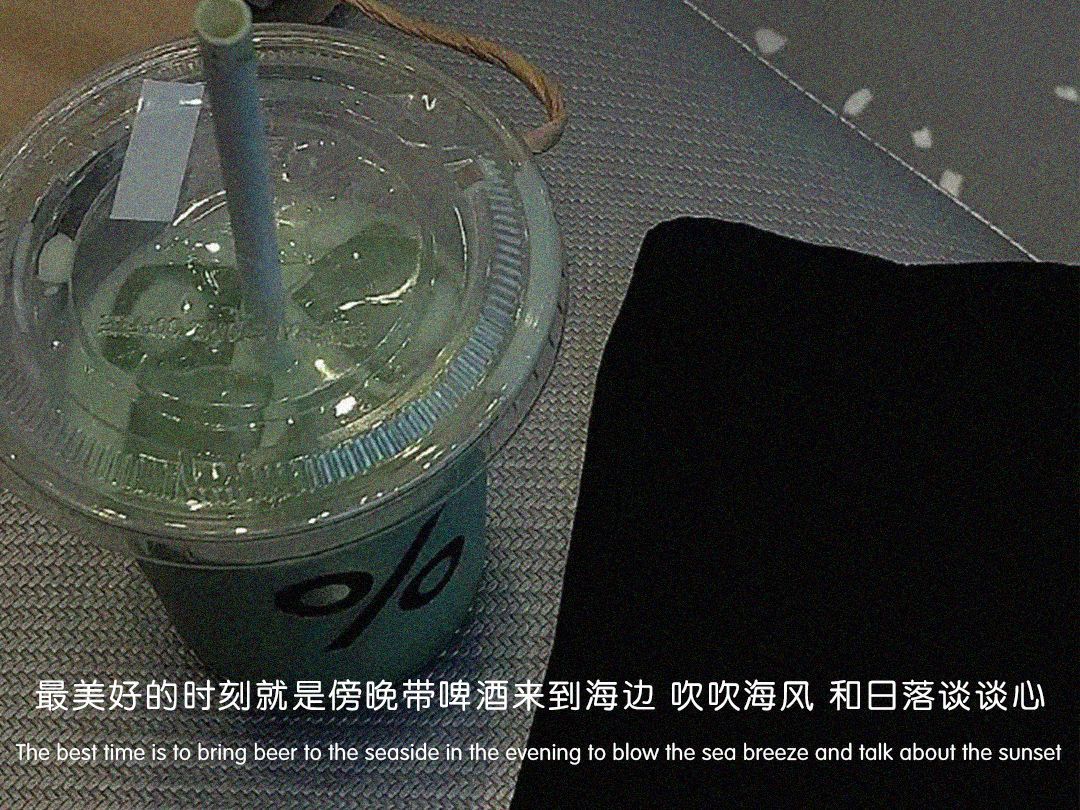 %
最美好的时刻就是傍晚带啤酒来到海边 吹吹海风 和日落谈谈心
The best time is to bring beer to the seaside in the evening to blow the sea breeze and talk about the sunset